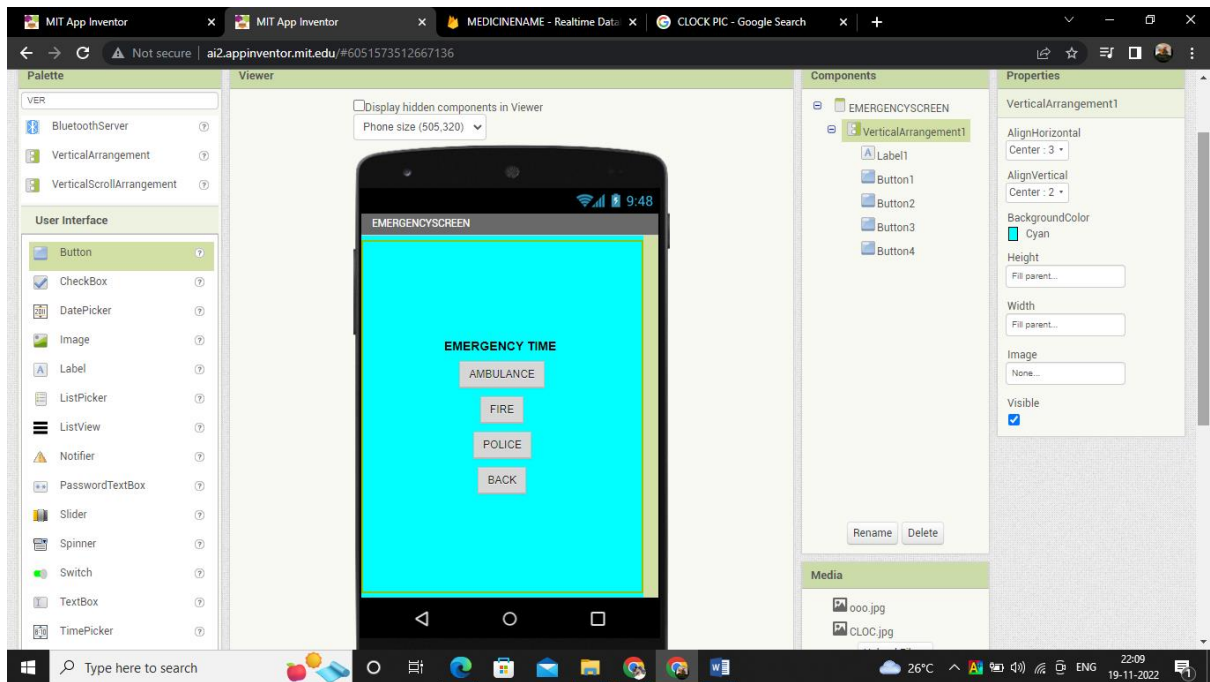 MIT App Inventor
MIT App Inventor
MEDICINENAME - Realtime Data
CLOCK PIC - Google Search
Not secure | ai2.appinventor.mit.edu/#6051573512667136
Palette
VER
BluetoothServer
VerticalArrangement
VerticalScrollArrangement
User Interface
Button
CheckBox
DatePicker
Image
Label
ListPicker
ListView
Notifier
PasswordTextBox
Slider
Spinner
Switch
TextBox
TimePicker
Viewer
Display hidden components in Viewer
Phone size (505,320)
9:48
EMERGENCYSCREEN
EMERGENCY TIME
AMBULANCE
FIRE
POLICE
BACK
Components
EMERGENCYSCREEN
VerticalArrangement1
Label1
Button1
Button2
Button3
Button4
Rename Delete
Media
ooo.jpg
CLOC.jpg
Properties
VerticalArrangement1
AlignHorizontal
Center : 3
AlignVertical
Center : 2
BackgroundColor
Cyan
Height
Fill parent...
Width
Fill parent...
Image
None...
Visible
Type here to search
26°C
ENG
22:09
19-11-2022